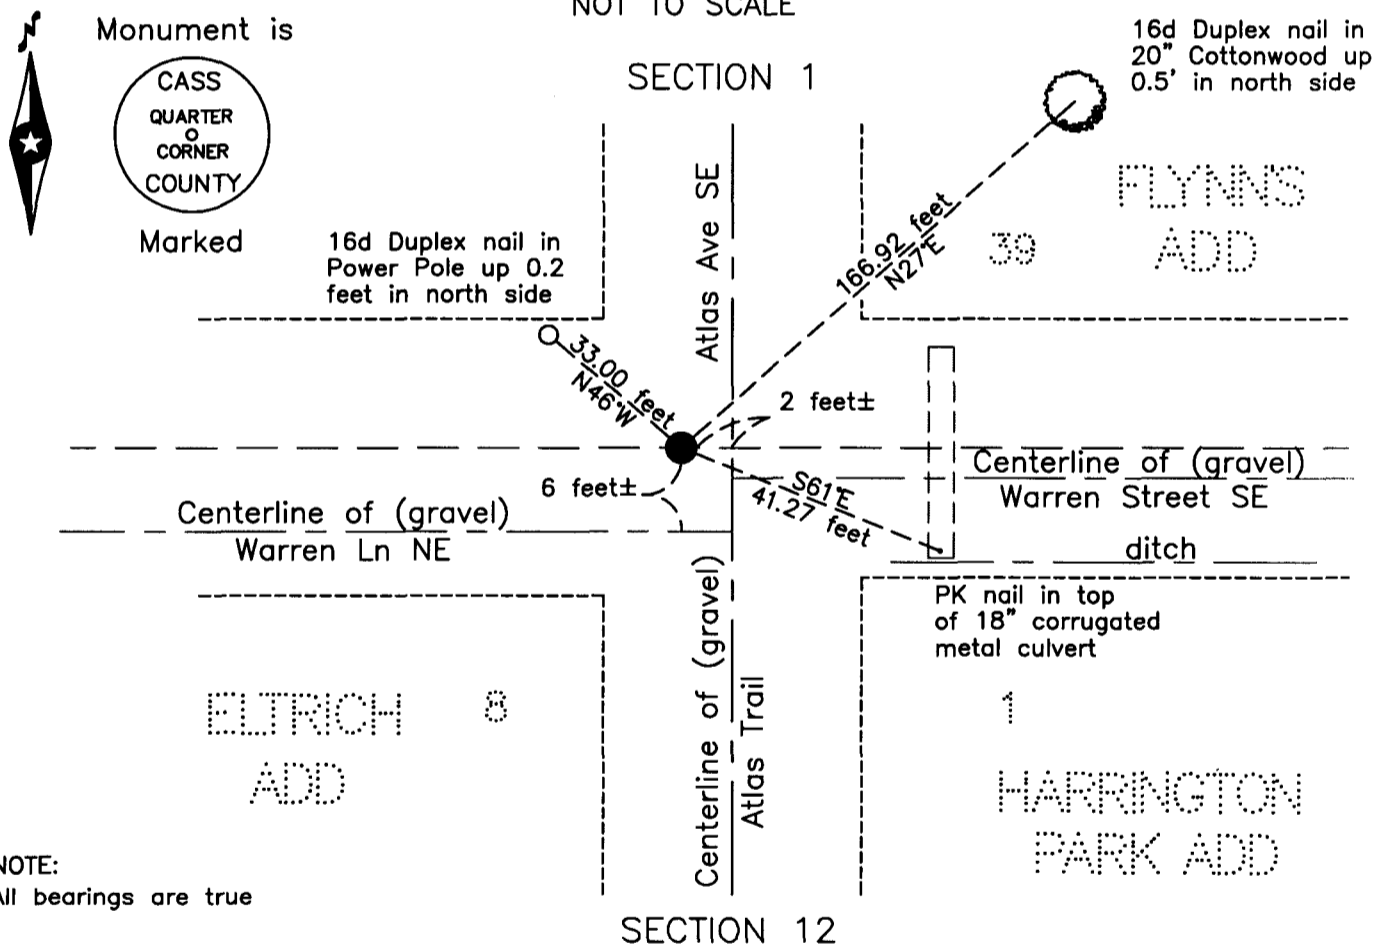 NOT TO SCALE
N
Monument is
CASS
QUARTER
CORNER
COUNTY
Marked
SECTION 1
16d Duplex nail in
20" Cottonwood up
0.5' in north side
FLYNNS
ADD
39
16d Duplex nail in
Power Pole up 0.2
feet in north side
Atlas Ave SE
166.92 feet
N27°E
33.00 feet
N46°W
2 feet±
6 feet±
S61°E
41.27 feet
Centerline of (gravel)
Warren Street SE
Centerline of (gravel)
Warren Ln NE
ditch
PK nail in top
of 18" corrugated
metal culvert
Centerline of (gravel)
Atlas Trail
ELTRICH 8
ADD
1
HARRINGTON
PARK ADD
NOTE:
All bearings are true
SECTION 12